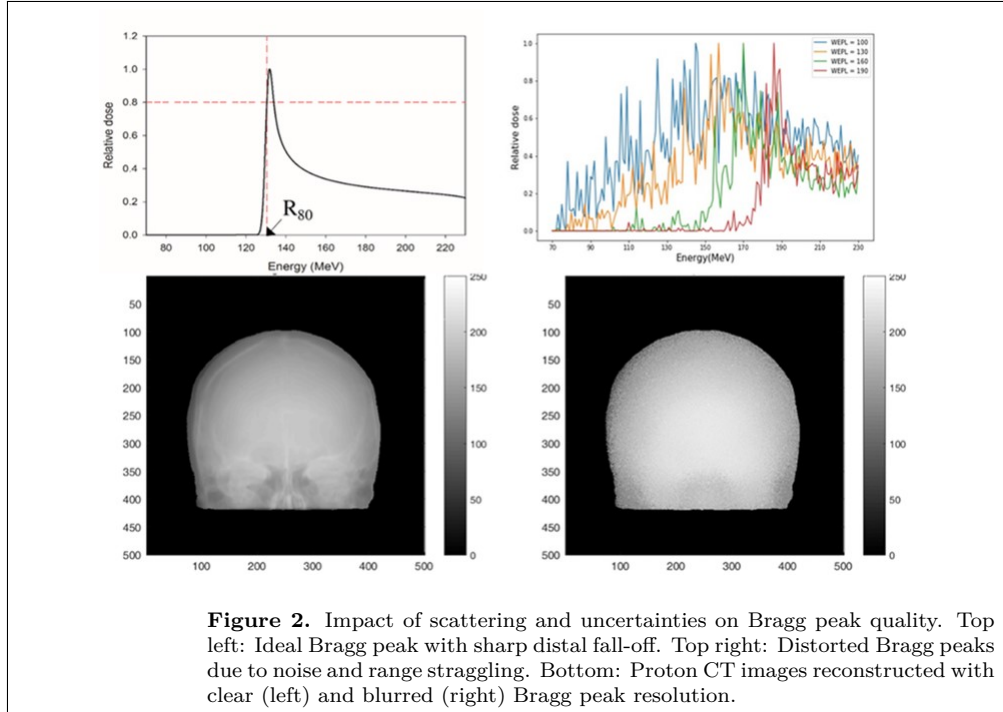 1.2
1.0
0.8
0.6
0.4
0.2
0.0
Relative dose
R80
80 100 120 140 160 180 200 220
Energy (MeV)
1.0
0.8
0.6
0.4
0.2
0.0
Relative dose
WEPL = 100
WEPL = 130
WEPL = 160
WEPL = 190
70 90 110 130 150 170 190 210 230
Energy(MeV)
50
100
150
200
250
300
350
400
450
500
100 200 300 400 500
250
200
150
100
50
0
50
100
150
200
250
300
350
400
450
500
100 200 300 400 500
250
200
150
100
50
0
Figure 2. Impact of scattering and uncertainties on Bragg peak quality. Top
left: Ideal Bragg peak with sharp distal fall-off. Top right: Distorted Bragg peaks
due to noise and range straggling. Bottom: Proton CT images reconstructed with
clear (left) and blurred (right) Bragg peak resolution.